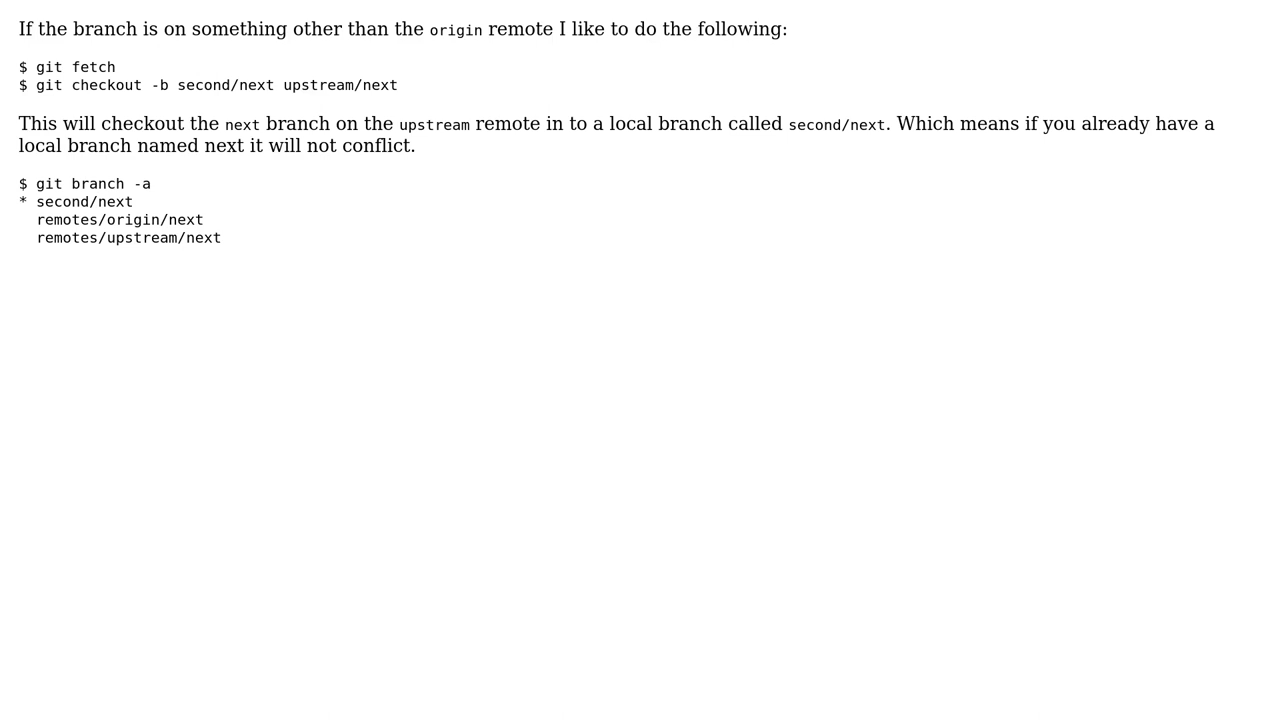 If the branch is on something other than the origin remote I like to do the following:
$ git fetch
$ git checkout -b second/next upstream/next
This will checkout the next branch on the upstream remote in to a local branch called second/next. Which means if you already have a
local branch named next it will not conflict.
$ git branch -a
* second/next
  remotes/origin/next
  remotes/upstream/next